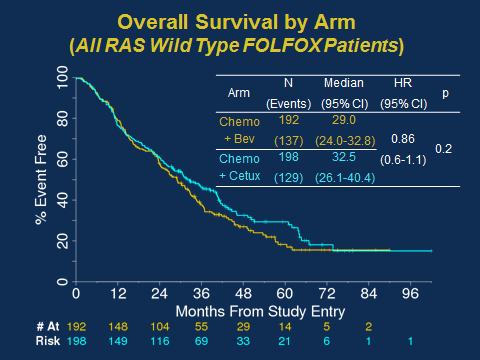 Overall Survival by Arm
(All RAS Wild Type FOLFOX Patients)
Arm N (Events) Median (95% CI) HR (95% CI) p
Chemo + Bev 192 (137) 29.0 (24.0-32.8) 0.86 (0.6-1.1) 0.2
Chemo + Cetux 198 (129) 32.5 (26.1-40.4)
% Event Free
100
80
60
40
20
0
0 12 24 36 48 60 72 84 96
Months From Study Entry
# At 192 148 104 55 29 14 5 2
Risk 198 149 116 69 33 21 6 1 1